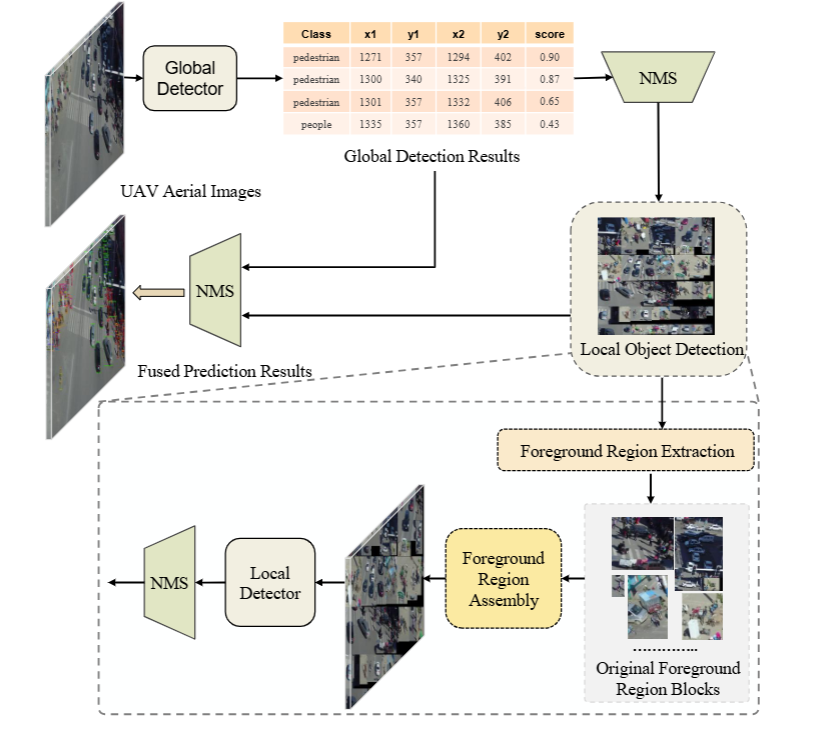 Global
Detector
Class x1 y1 x2 y2 score
pedestrian 1271 357 1294 402 0.90
pedestrian 1300 340 1325 391 0.87
pedestrian 1301 357 1332 406 0.65
people 1335 357 1360 385 0.43
NMS
Global Detection Results
UAV Aerial Images
NMS
Local Object Detection
Fused Prediction Results
Foreground Region Extraction
NMS
Local
Detector
Foreground
Region
Assembly
Original Foreground
Region Blocks